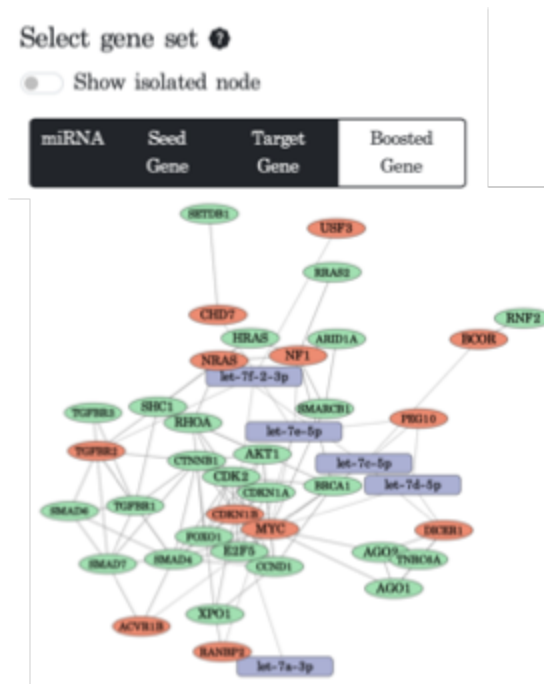 Select gene set ?
Show isolated node
miRNA Seed Target Boosted
Gene Gene Gene
SETDB1
USF3
RRAS2
CHD7
RNF2
HRAS ARID1A BCOR
NRAS NF1
let-7f-2-3p
SHC1 SMARCB1
TGFBR3
RHOA PEG10
let-7e-5p
TGFBR2 AKT1
CTNNB1 let-7c-5p
CDK2 BRCA1 let-7d-5p
CDKN1A
TGFBR1
SMAD6 CDKN1B
MYC DICER1
FOXO1
E2F5 AGO2
SMAD7 SMAD4 CCND1 TNRC6A
AGO1
XPO1
ACVR1B
RANBP2
let-7a-3p